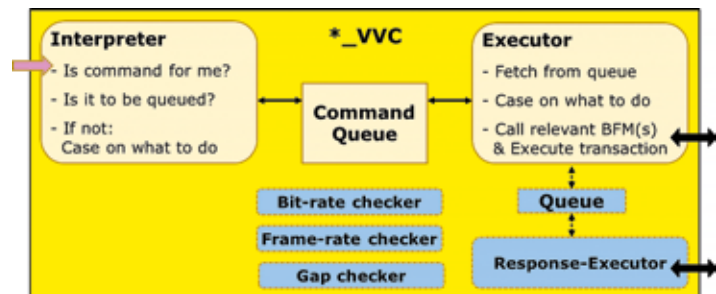 Interpreter
- Is command for me?
- Is it to be queued?
- If not:
Case on what to do
*_VVC
Command
Queue
Executor
- Fetch from queue
- Case on what to do
- Call relevant BFM(s)
& Execute transaction
Bit-rate checker
Frame-rate checker
Gap checker
Queue
Response-Executor